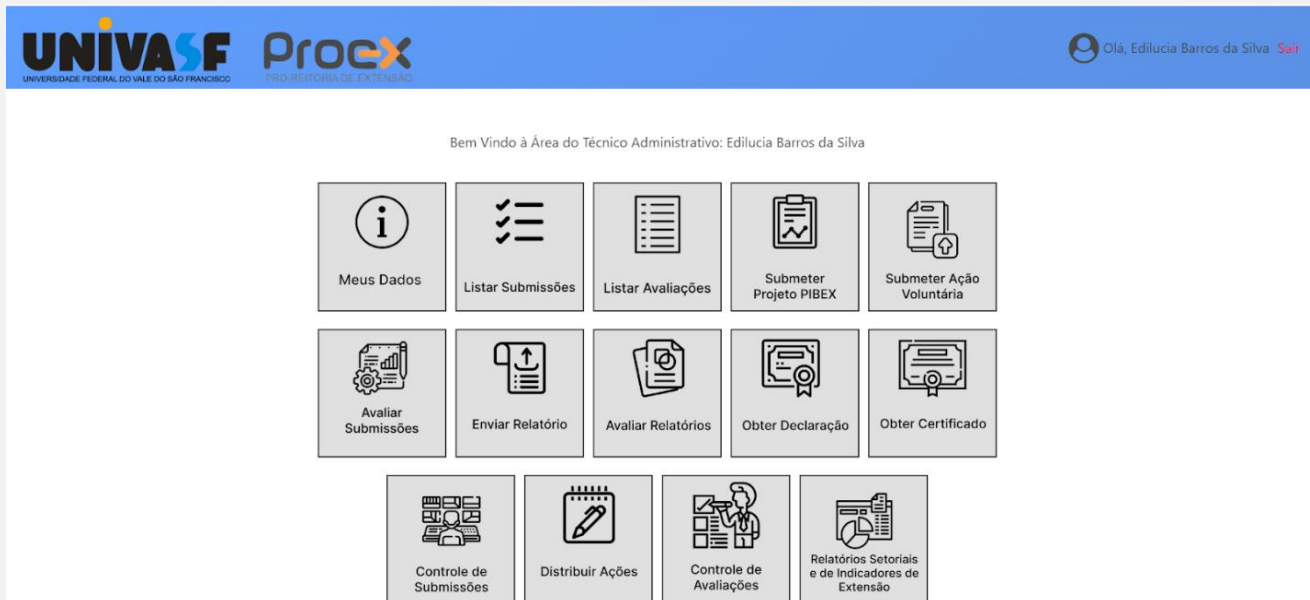 UNIVASF
UNIVERSIDADE FEDERAL DO VALE DO SÃO FRANCISCO
Proex
PRÓ-REITORIA DE EXTENSÃO
Olá, Edilucia Barros da Silva Sair
Bem Vindo à Área do Técnico Administrativo: Edilucia Barros da Silva
Meus Dados
Listar Submissões
Listar Avaliações
Submeter
Projeto PIBEX
Submeter Ação
Voluntária
Avaliar
Submissões
Enviar Relatório
Avaliar Relatórios
Obter Declaração
Obter Certificado
Controle de
Submissões
Distribuir Ações
Controle de
Avaliações
Relatórios Setoriais
e de Indicadores de
Extensão